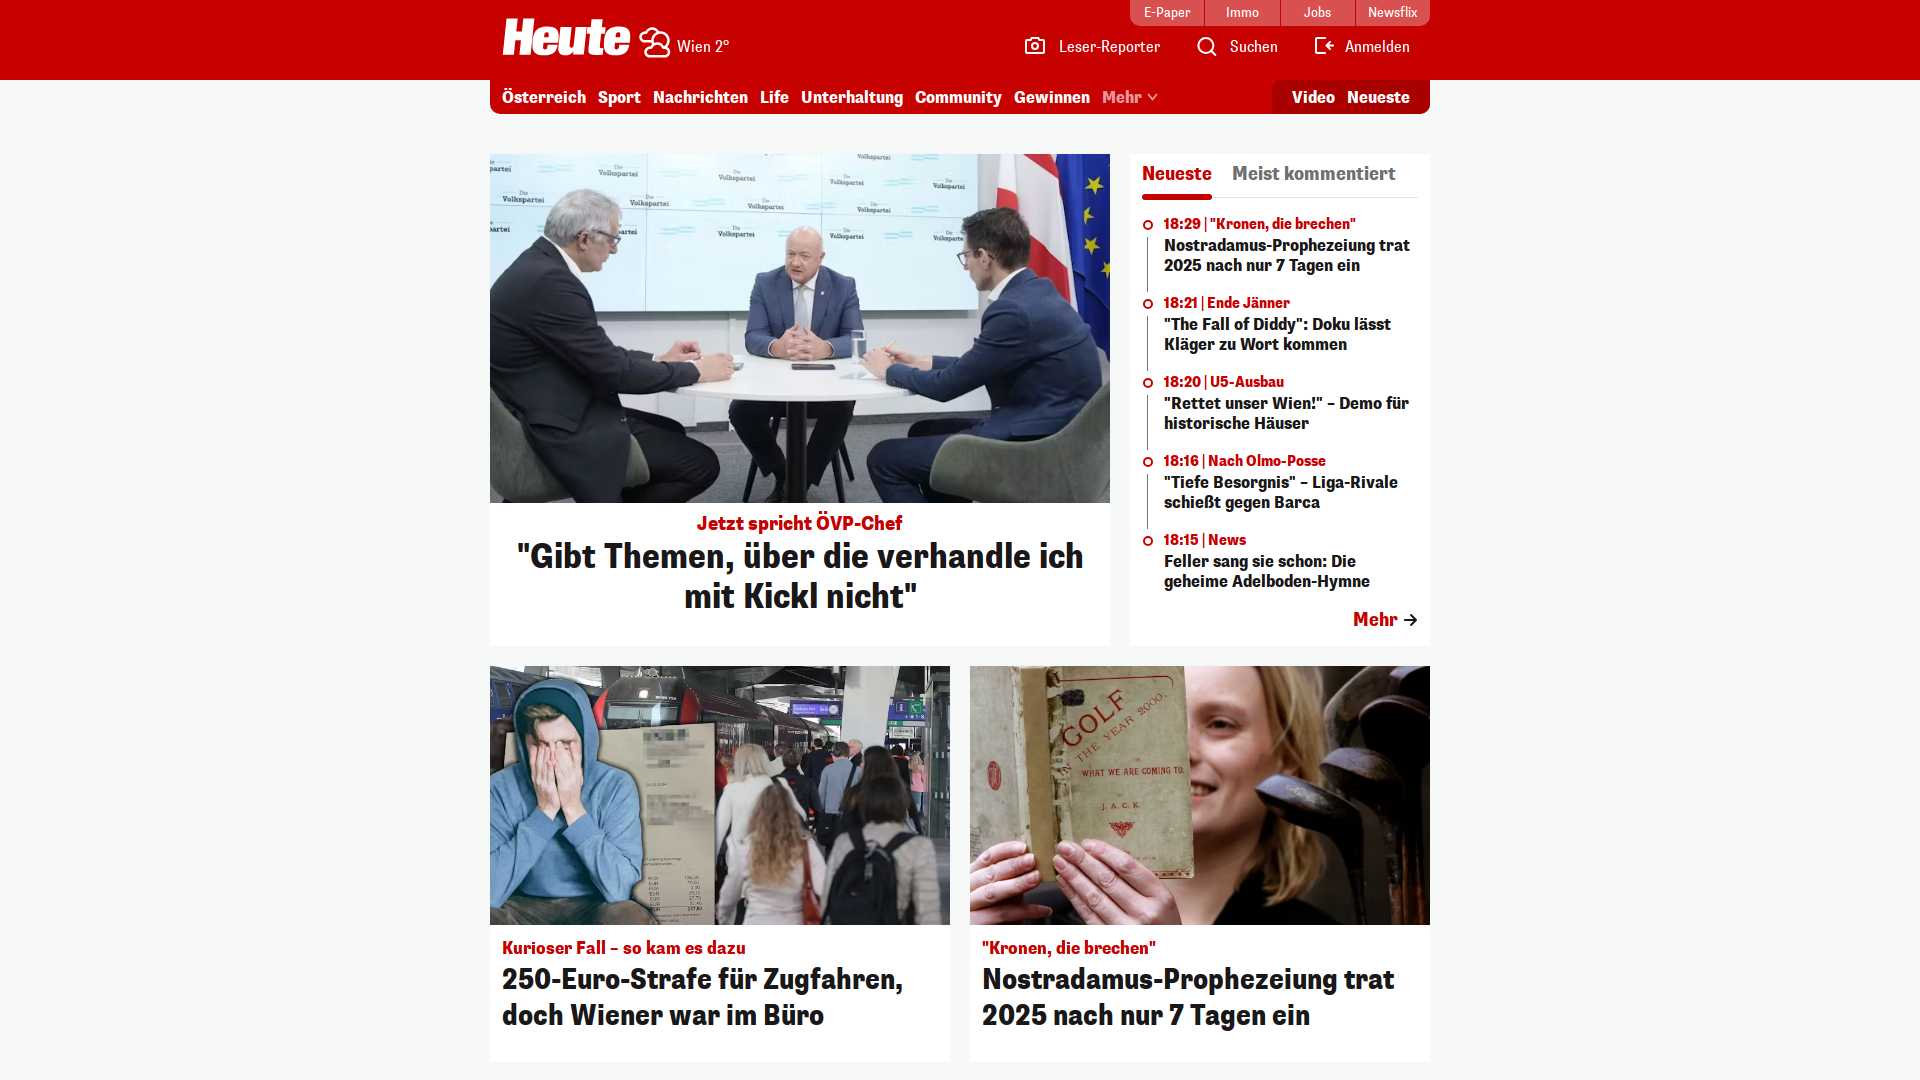 E-Paper
Immo
Jobs
Newsflix
Heute
Wien 2°
Leser-Reporter
Suchen
Anmelden
Österreich
Sport
Nachrichten
Life
Unterhaltung
Community
Gewinnen
Mehr
Video
Neueste
Die
Volkspartei
Jetzt spricht ÖVP-Chef
"Gibt Themen, über die verhandle ich
mit Kickl nicht"
Neueste
Meist kommentiert
18:29 | "Kronen, die brechen"
Nostradamus-Prophezeiung trat
2025 nach nur 7 Tagen ein
18:21 | Ende Jänner
"The Fall of Diddy": Doku lässt
Kläger zu Wort kommen
18:20 | U5-Ausbau
"Rettet unser Wien!" – Demo für
historische Häuser
18:16 | Nach Olmo-Posse
"Tiefe Besorgnis" – Liga-Rivale
schießt gegen Barca
18:15 | News
Feller sang sie schon: Die
geheime Adelboden-Hymne
Mehr
Kurioser Fall – so kam es dazu
250-Euro-Strafe für Zugfahren,
doch Wiener war im Büro
GOLF
IN THE YEAR 2000.
OR
WHAT WE ARE COMING TO.
J. A. C. K.
"Kronen, die brechen"
Nostradamus-Prophezeiung trat
2025 nach nur 7 Tagen ein